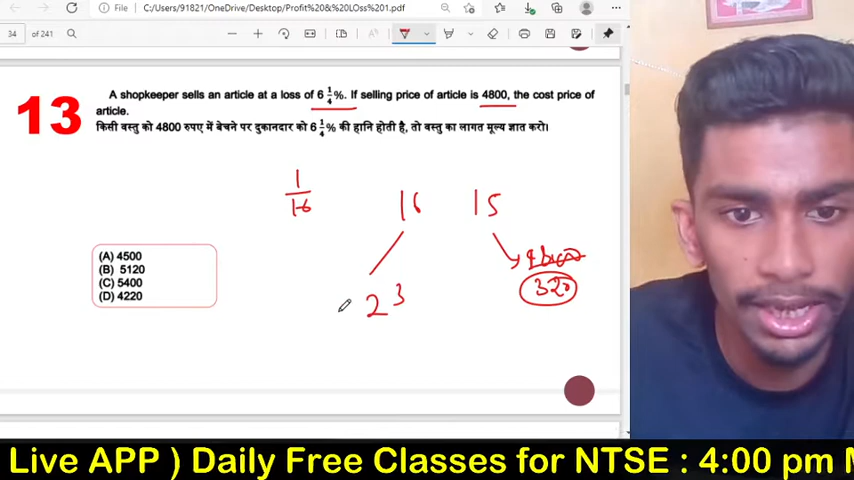 File | C:/Users/91821/OneDrive/Desktop/Profit%20&%20LOss%201.pdf
34 of 241
13
A shopkeeper sells an article at a loss of 6 1/4%. If selling price of article is 4800, the cost price of
article.
किसी वस्तु को 4800 रुपए में बेचने पर दुकानदार को 6 1/4% की हानि होती है, तो वस्तु का लागत मूल्य ज्ञात करो।
1/16 16 15
320
2 3
(A) 4500
(B) 5120
(C) 5400
(D) 4220
Live APP ) Daily Free Classes for NTSE : 4:00 pm